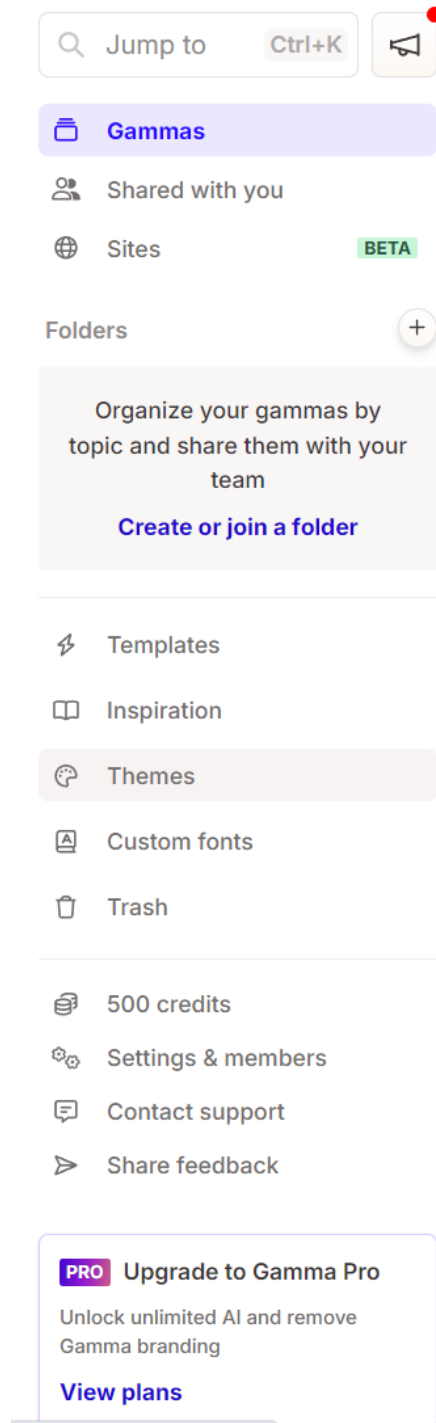 Jump to Ctrl+K
Gammas
Shared with you
Sites BETA
Folders
Organize your gammas by
topic and share them with your
team
Create or join a folder
Templates
Inspiration
Themes
Custom fonts
Trash
500 credits
Settings & members
Contact support
Share feedback
PRO Upgrade to Gamma Pro
Unlock unlimited AI and remove
Gamma branding
View plans